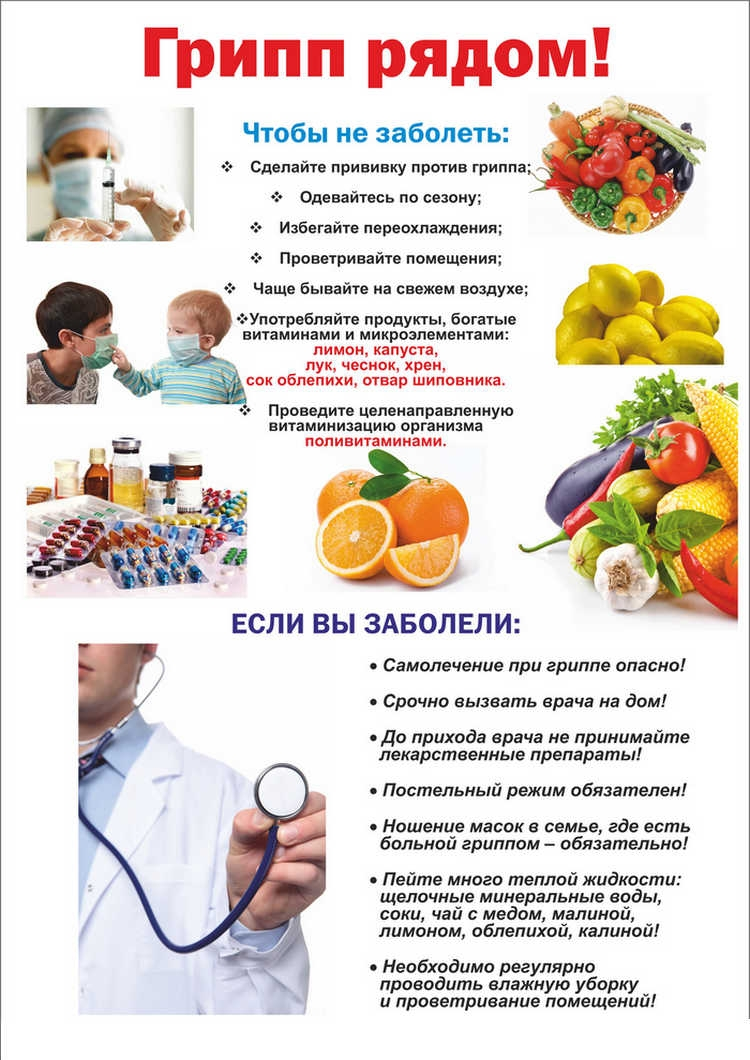 Грипп рядом!
Чтобы не заболеть:
❖ Сделайте прививку против гриппа;
❖ Одевайтесь по сезону;
❖ Избегайте переохлаждения;
❖ Проветривайте помещения;
❖ Чаще бывайте на свежем воздухе;
❖Употребляйте продукты, богатые
витаминами и микроэлементами:
лимон, капуста,
лук, чеснок, хрен,
сок облепихи, отвар шиповника.
❖ Проведите целенаправленную
витаминизацию организма
поливитаминами.
ЕСЛИ ВЫ ЗАБОЛЕЛИ:
• Самолечение при гриппе опасно!
• Срочно вызвать врача на дом!
• До прихода врача не принимайте
лекарственные препараты!
• Постельный режим обязателен!
• Ношение масок в семье, где есть
больной гриппом – обязательно!
• Пейте много теплой жидкости:
щелочные минеральные воды,
соки, чай с медом, малиной,
лимоном, облепихой, калиной!
• Необходимо регулярно
проводить влажную уборку
и проветривание помещений!